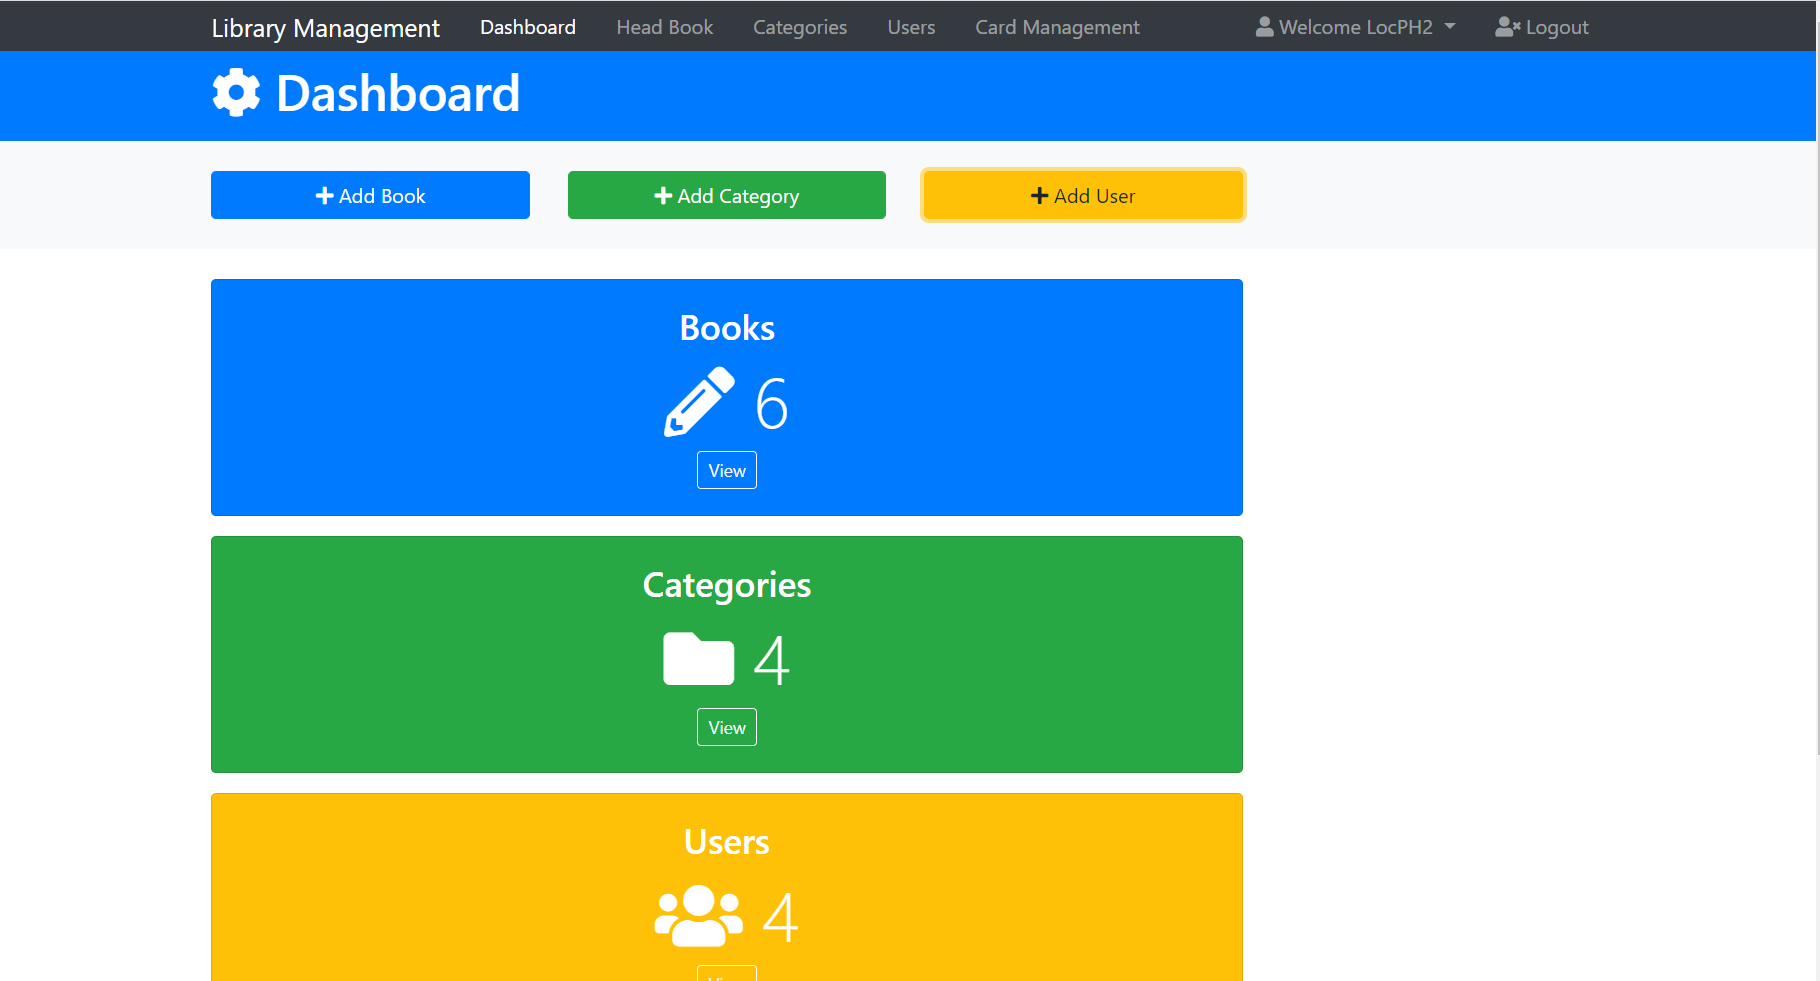 Library Management Dashboard Head Book Categories Users Card Management Welcome LocPH2 Logout
Dashboard
Add Book Add Category Add User
Books
6
View
Categories
4
View
Users
4